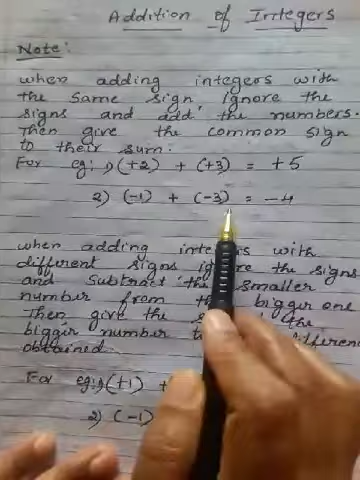 Addition of Integers
Note:
when adding integers with
the same sign ignore the
signs and add the numbers.
Then give the common sign
to their sum.
For eg:1) (+2) + (+3) = +5
2) (-1) + (-3) = -4
when adding with
different signs the signs
and subtract the smaller
number from bigger one
Then give the the
bigger number
obtained
For eg:1) (+1) +
2) (-1)